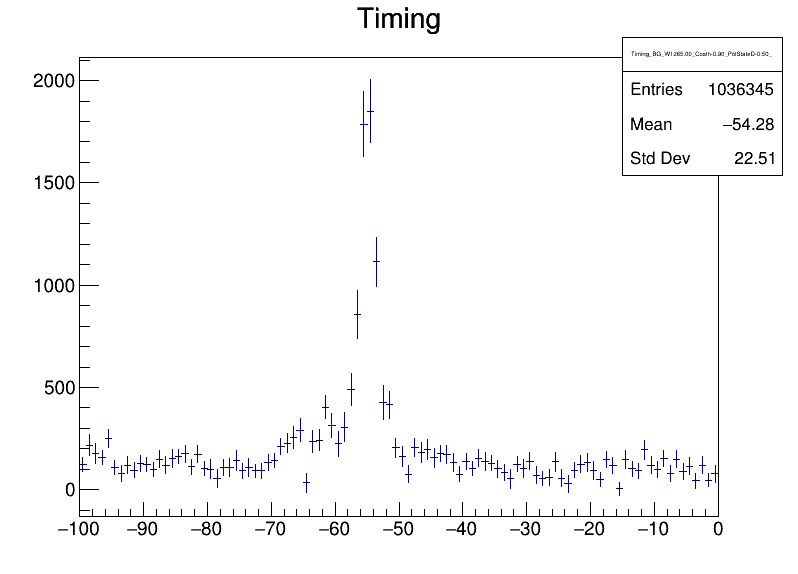 Timing
Timing_BG_W1265.00_Costh-0.90_PolStateD-0.50_
Entries 1036345
Mean −54.28
Std Dev 22.51
2000
1500
1000
500
0
−100 −90 −80 −70 −60 −50 −40 −30 −20 −10 0